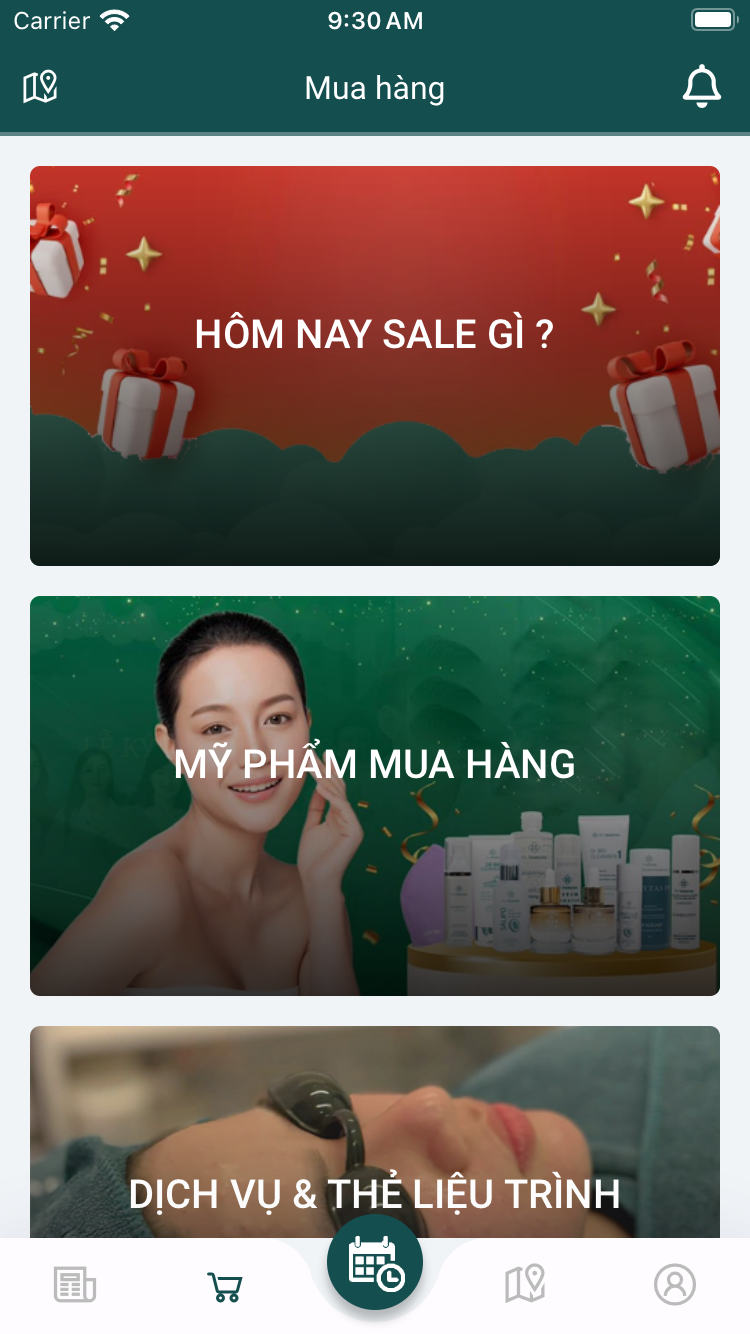 Carrier 9:30 AM
Mua hàng
HÔM NAY SALE GÌ ?
MỸ PHẨM MUA HÀNG
DỊCH VỤ & THẺ LIỆU TRÌNH